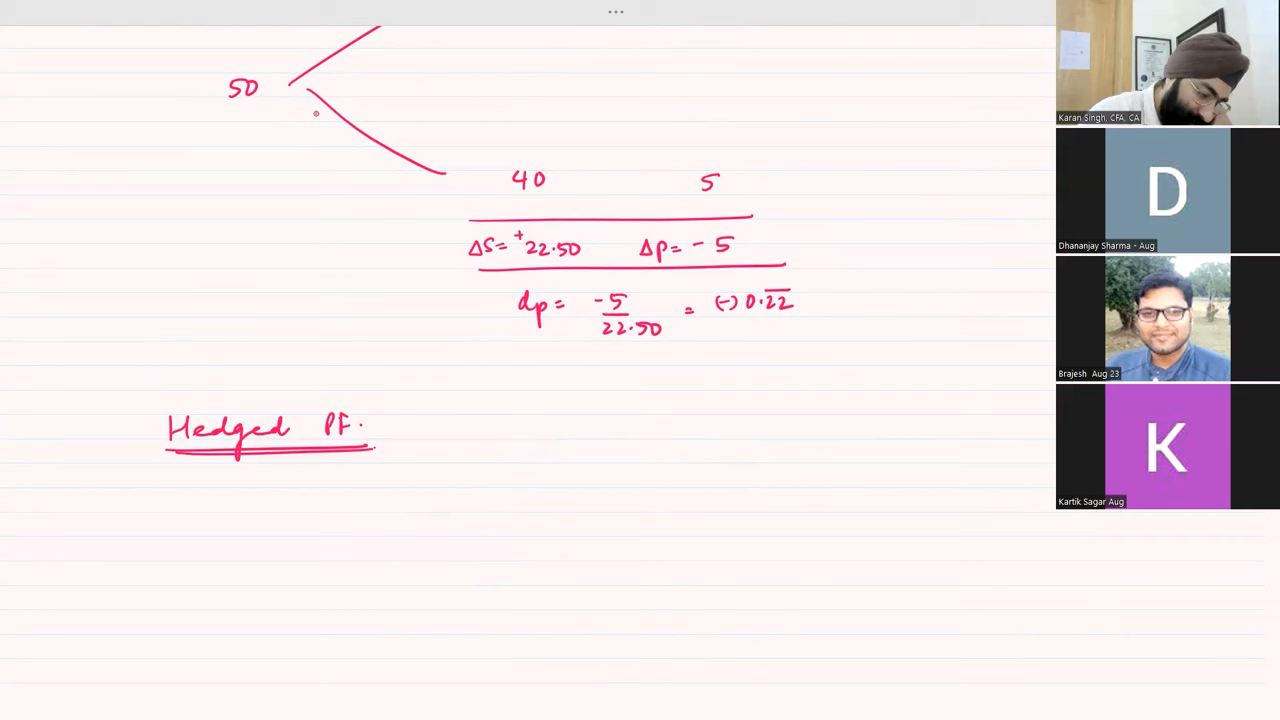 ...
50
40 5
ΔS= +22.50 Δp= - 5
dp= -5/22.50 = (-) 0.22
Hedged PF.
Karan Singh, CFA, CA
D
Dhananjay Sharma - Aug
Brajesh Aug 23
K
Kartik Sagar Aug